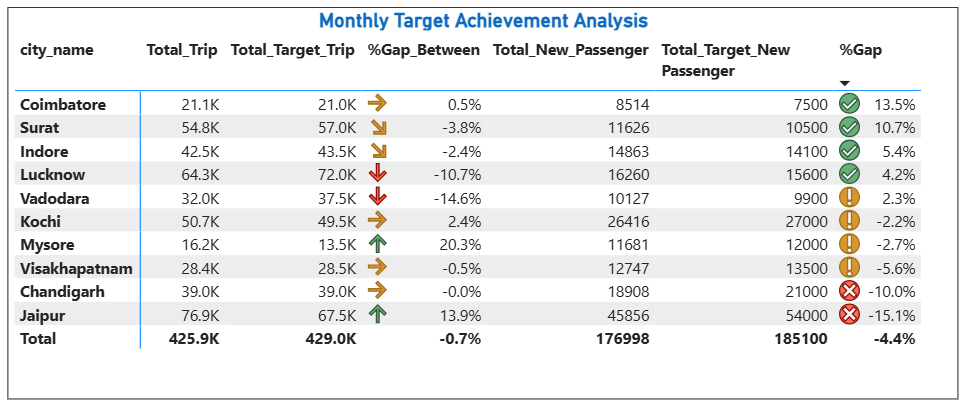 Monthly Target Achievement Analysis
city_name Total_Trip Total_Target_Trip %Gap_Between Total_New_Passenger Total_Target_New Passenger %Gap
Coimbatore 21.1K 21.0K 0.5% 8514 7500 13.5%
Surat 54.8K 57.0K -3.8% 11626 10500 10.7%
Indore 42.5K 43.5K -2.4% 14863 14100 5.4%
Lucknow 64.3K 72.0K -10.7% 16260 15600 4.2%
Vadodara 32.0K 37.5K -14.6% 10127 9900 2.3%
Kochi 50.7K 49.5K 2.4% 26416 27000 -2.2%
Mysore 16.2K 13.5K 20.3% 11681 12000 -2.7%
Visakhapatnam 28.4K 28.5K -0.5% 12747 13500 -5.6%
Chandigarh 39.0K 39.0K -0.0% 18908 21000 -10.0%
Jaipur 76.9K 67.5K 13.9% 45856 54000 -15.1%
Total 425.9K 429.0K -0.7% 176998 185100 -4.4%